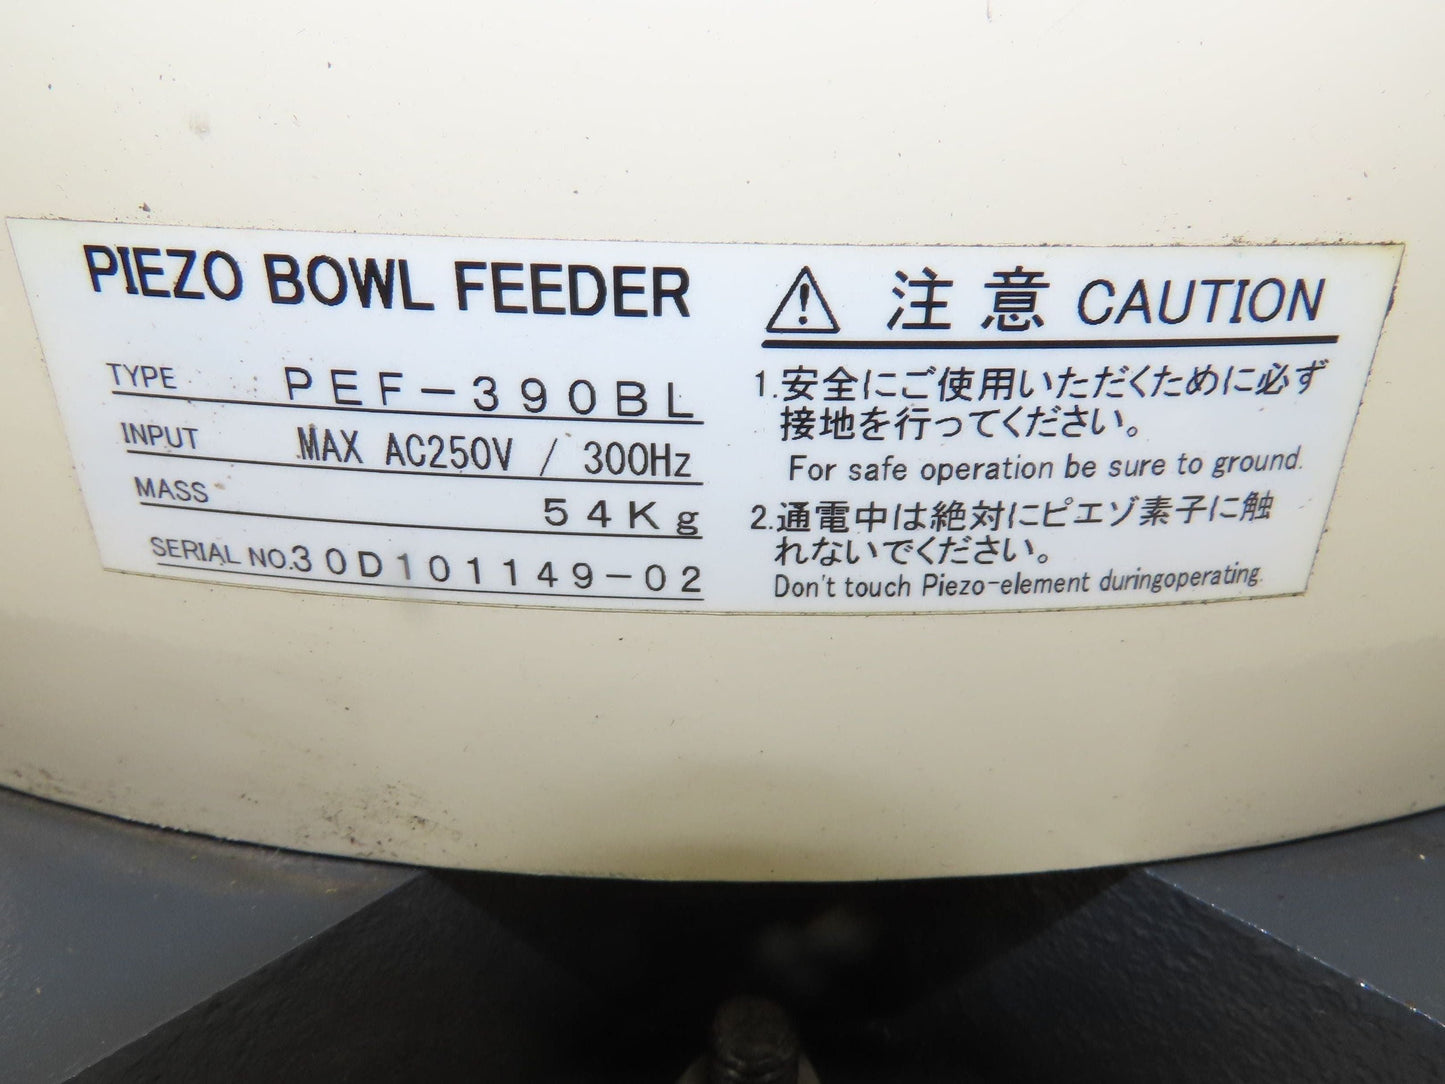 PIEZO BOWL FEEDER
TYPE PEF-390BL
INPUT MAX AC250V / 300Hz
MASS 54Kg
SERIAL NO.30D101149-02
注意 CAUTION
1.安全にご使用いただくために必ず
接地を行ってください。
For safe operation be sure to ground.
2.通電中は絶対にピエゾ素子に触
れないでください。
Don't touch Piezo-element duringoperating.